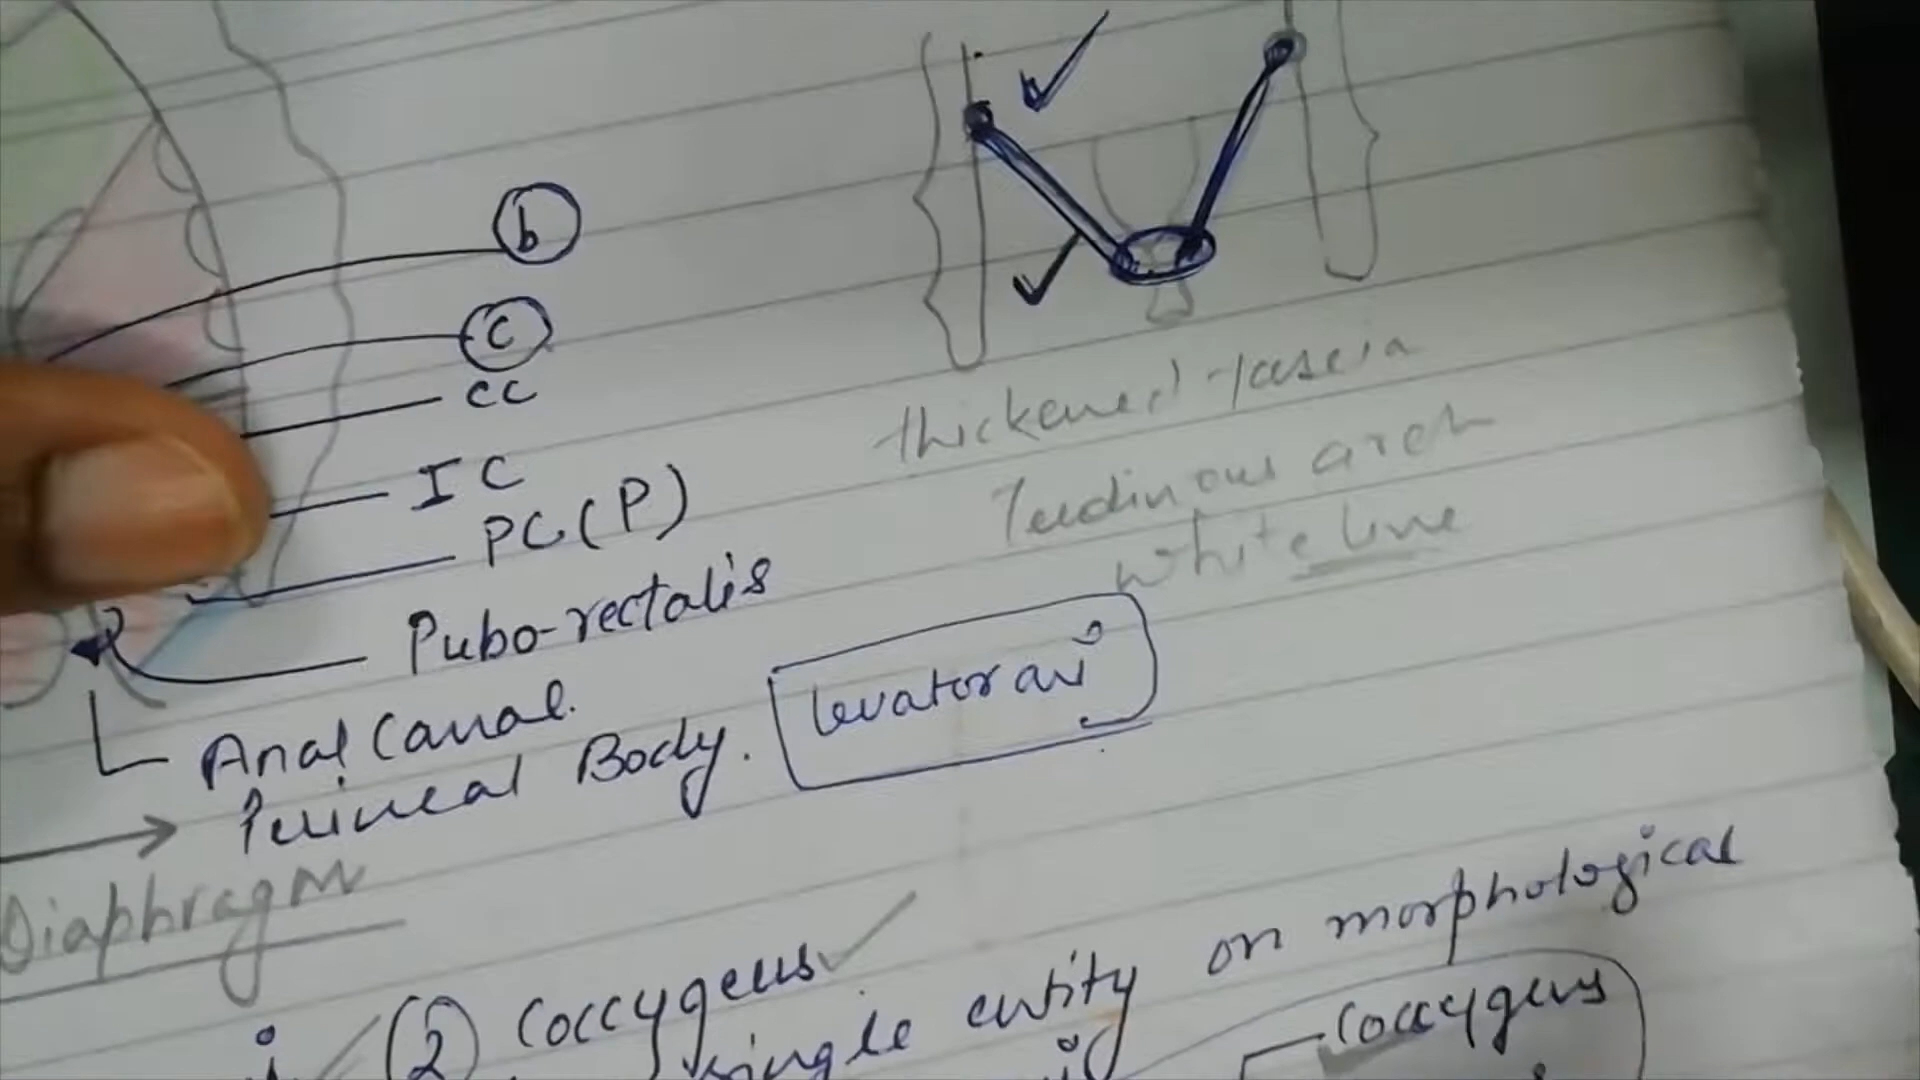 b
c
cc
IC
PC (P)
Pubo-rectalis
Anal Canal.
Perineal Body.
levator ani
thickened fascia
Tendinous arch
white line
Diaphragm
(2) Coccygeus
single entity on morphological
Coccygeus